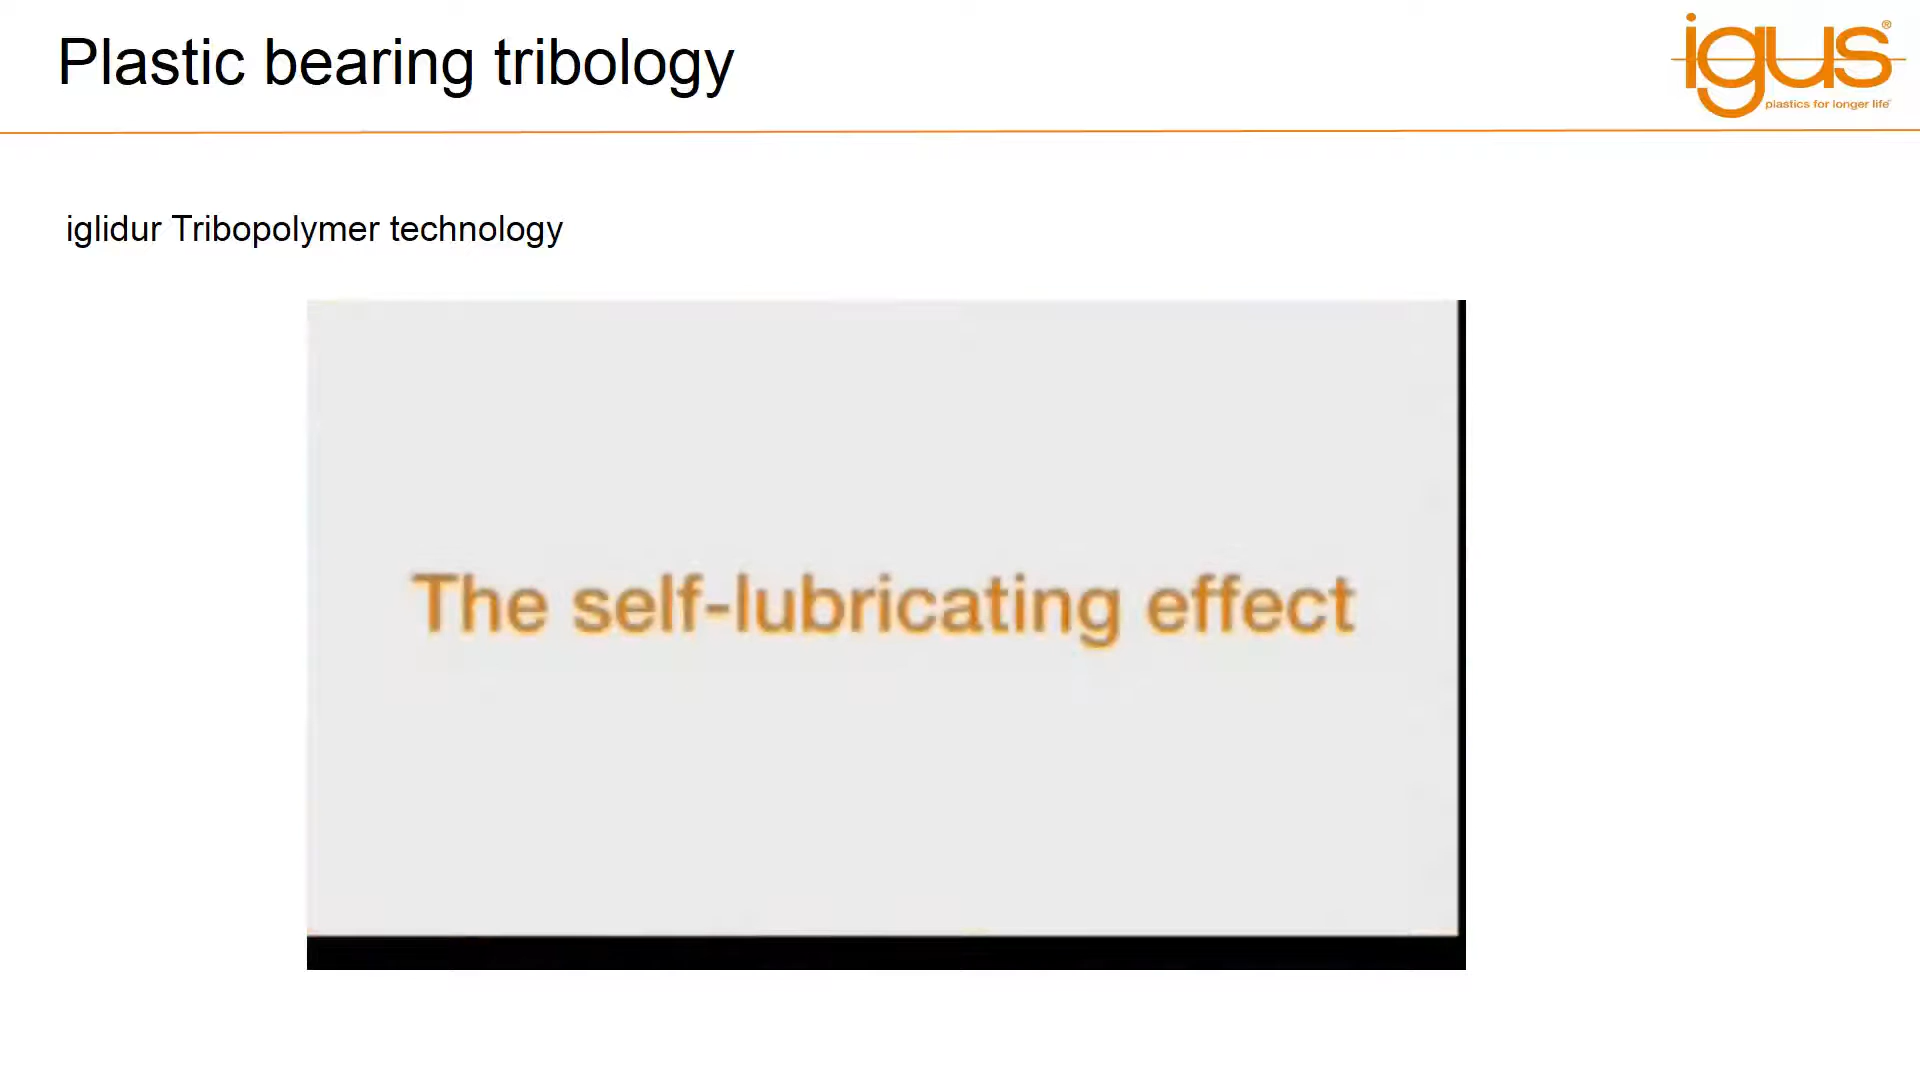 Plastic bearing tribology
igus®
plastics for longer life®
iglidur Tribopolymer technology
The self-lubricating effect